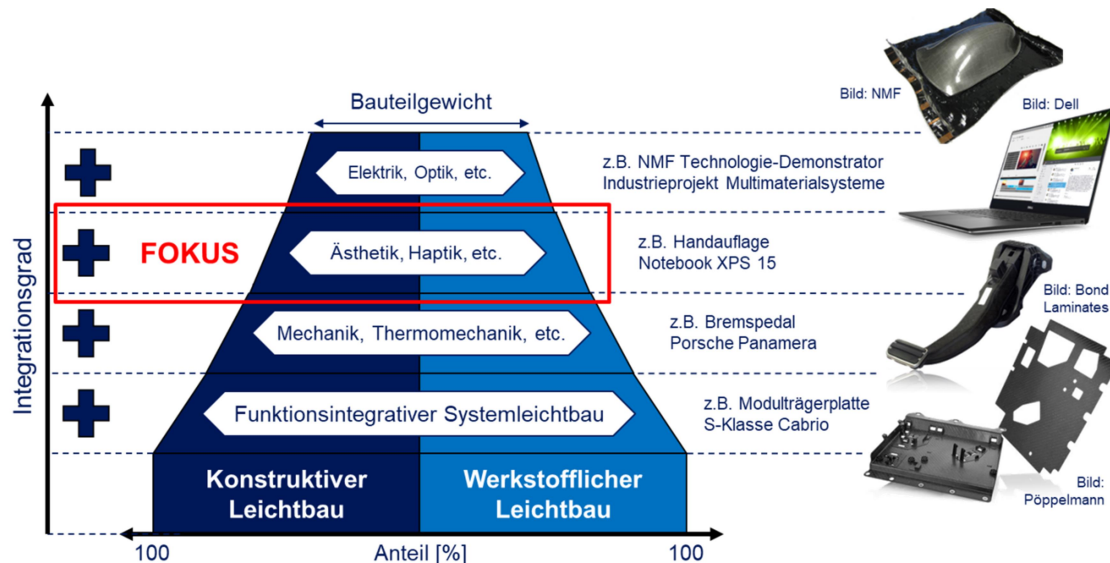 Bild: NMF
Bauteilgewicht
Bild: Dell
Elektrik, Optik, etc.
z.B. NMF Technologie-Demonstrator
Industrieprojekt Multimaterialsysteme
Integrationsgrad
FOKUS
Ästhetik, Haptik, etc.
z.B. Handauflage
Notebook XPS 15
Bild: Bond
Laminates
Mechanik, Thermomechanik, etc.
z.B. Bremspedal
Porsche Panamera
Funktionsintegrativer Systemleichtbau
z.B. Modulträgerplatte
S-Klasse Cabrio
Konstruktiver
Leichtbau
Werkstofflicher
Leichtbau
Bild:
Pöppelmann
100
Anteil [%]
100